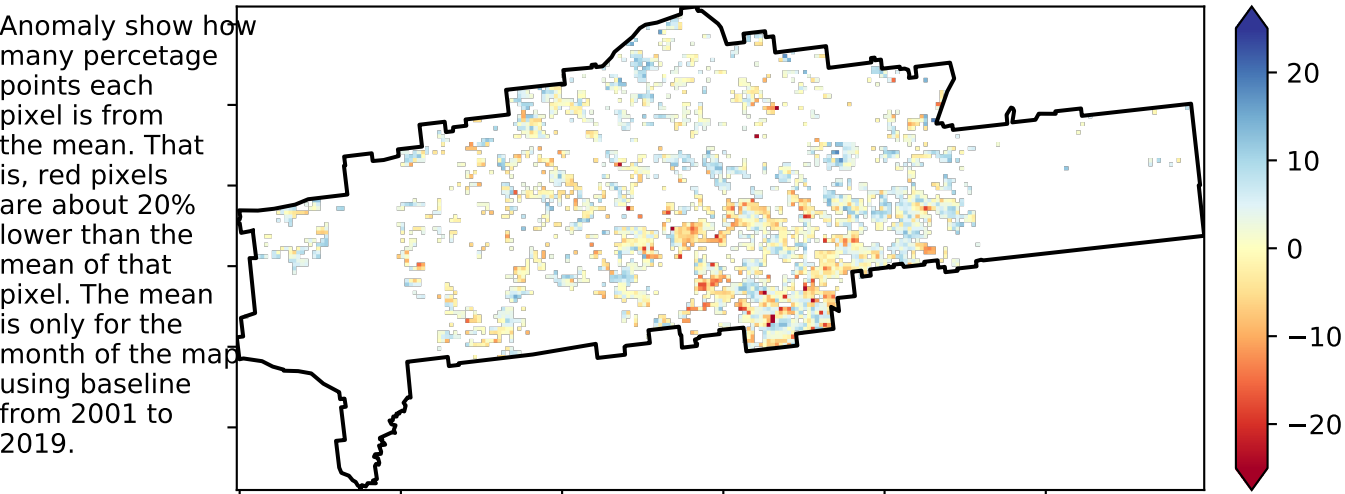 Anomaly show how
many percetage
points each
pixel is from
the mean. That
is, red pixels
are about 20%
lower than the
mean of that
pixel. The mean
is only for the
month of the map
using baseline
from 2001 to
2019.
20
10
0
−10
−20